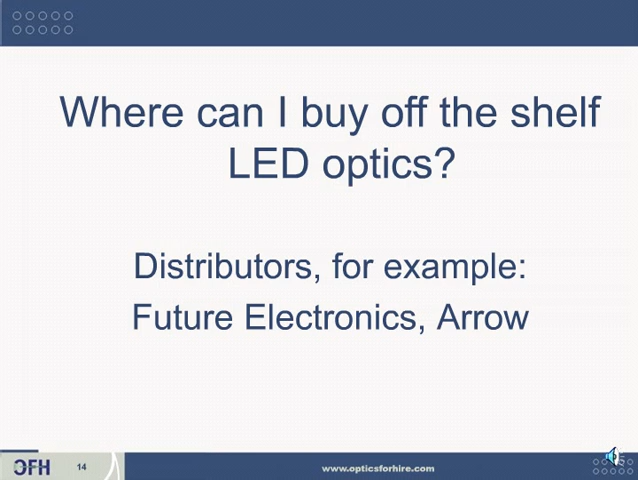 Where can I buy off the shelf
LED optics?
Distributors, for example:
Future Electronics, Arrow
OFH
14
www.opticsforhire.com